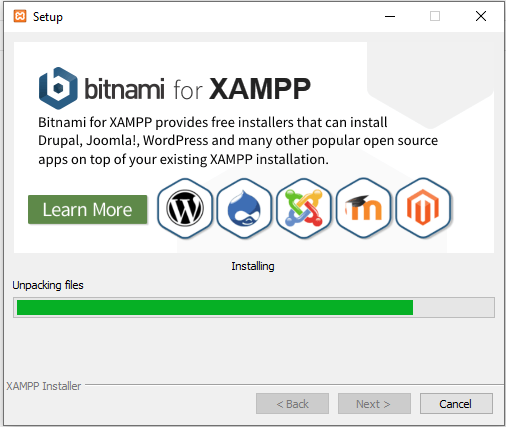 Setup
bitnami for XAMPP
Bitnami for XAMPP provides free installers that can install
Drupal, Joomla!, WordPress and many other popular open source
apps on top of your existing XAMPP installation.
Learn More
Installing
Unpacking files
XAMPP Installer
< Back
Next >
Cancel